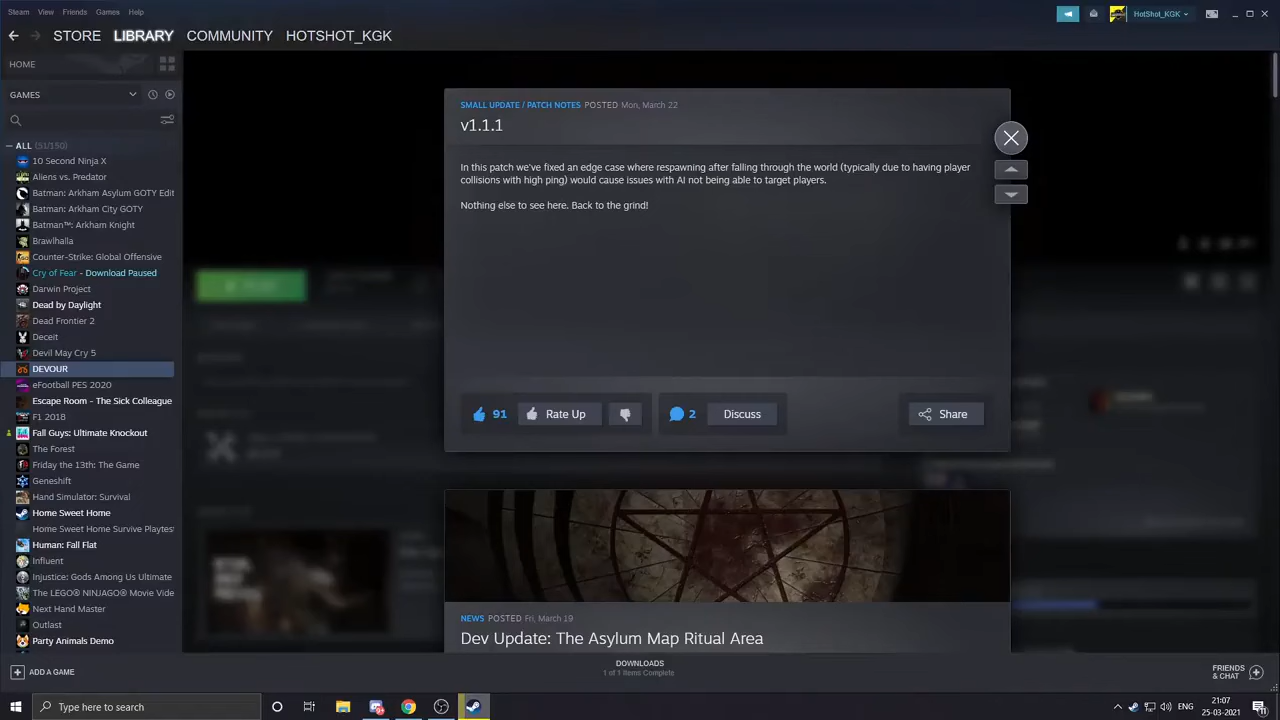 Steam View Friends Games Help
HotShot_KGK
STORE LIBRARY COMMUNITY HOTSHOT_KGK
HOME
GAMES
ALL (51/150)
10 Second Ninja X
Aliens vs. Predator
Batman: Arkham Asylum GOTY Edit
Batman: Arkham City GOTY
Batman™: Arkham Knight
Brawlhalla
Counter-Strike: Global Offensive
Cry of Fear - Download Paused
Darwin Project
Dead by Daylight
Dead Frontier 2
Deceit
Devil May Cry 5
DEVOUR
eFootball PES 2020
Escape Room - The Sick Colleague
F1 2018
Fall Guys: Ultimate Knockout
The Forest
Friday the 13th: The Game
Geneshift
Hand Simulator: Survival
Home Sweet Home
Home Sweet Home Survive Playtes
Human: Fall Flat
Influent
Injustice: Gods Among Us Ultimate
The LEGO® NINJAGO® Movie Vide
Next Hand Master
Outlast
Party Animals Demo
SMALL UPDATE / PATCH NOTES POSTED Mon, March 22
v1.1.1
In this patch we've fixed an edge case where respawning after falling through the world (typically due to having player
collisions with high ping) would cause issues with AI not being able to target players.
Nothing else to see here. Back to the grind!
91 Rate Up 2 Discuss Share
NEWS POSTED Fri, March 19
Dev Update: The Asylum Map Ritual Area
ADD A GAME
DOWNLOADS
1 of 1 Items Complete
FRIENDS
& CHAT
Type here to search
ENG
21:07
25-03-2021